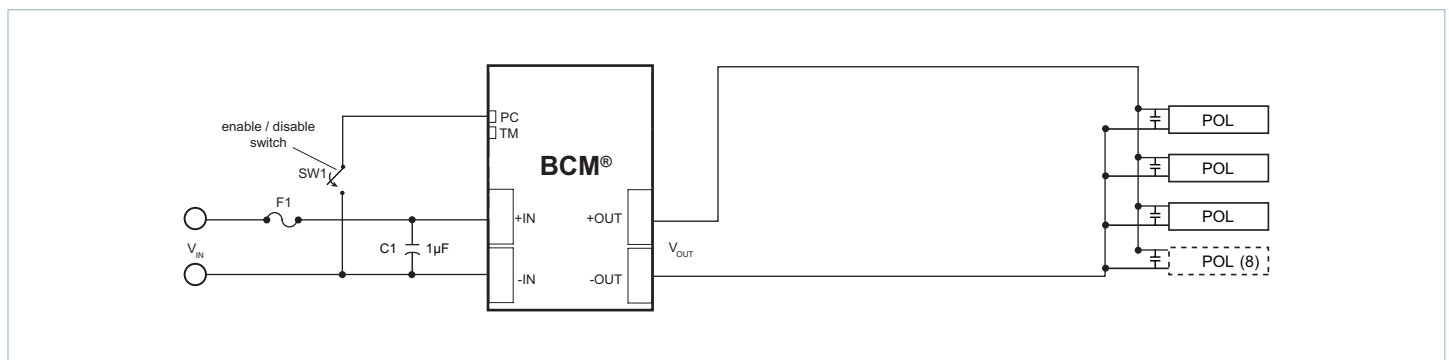 enable / disable
switch
SW1
F1
V_IN
C1 1µF
PC
TM
BCM®
+IN +OUT
-IN -OUT
V_OUT
POL
POL
POL
POL (8)